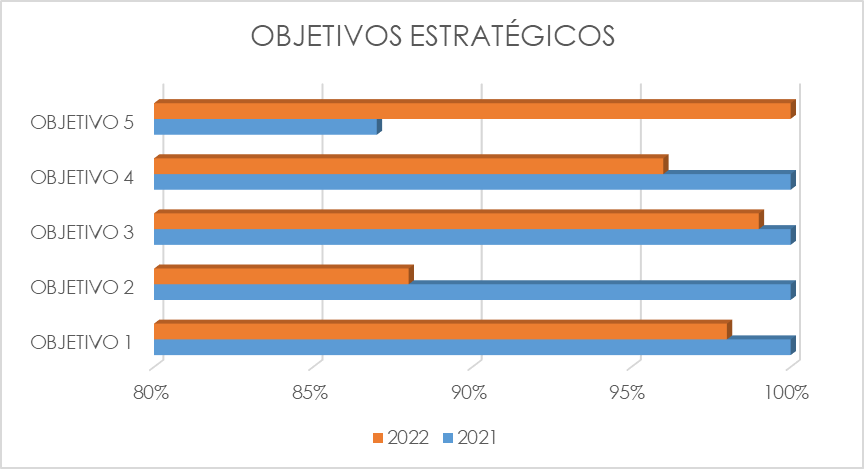 OBJETIVOS ESTRATÉGICOS
OBJETIVO 5
OBJETIVO 4
OBJETIVO 3
OBJETIVO 2
OBJETIVO 1
80% 85% 90% 95% 100%
2022 2021